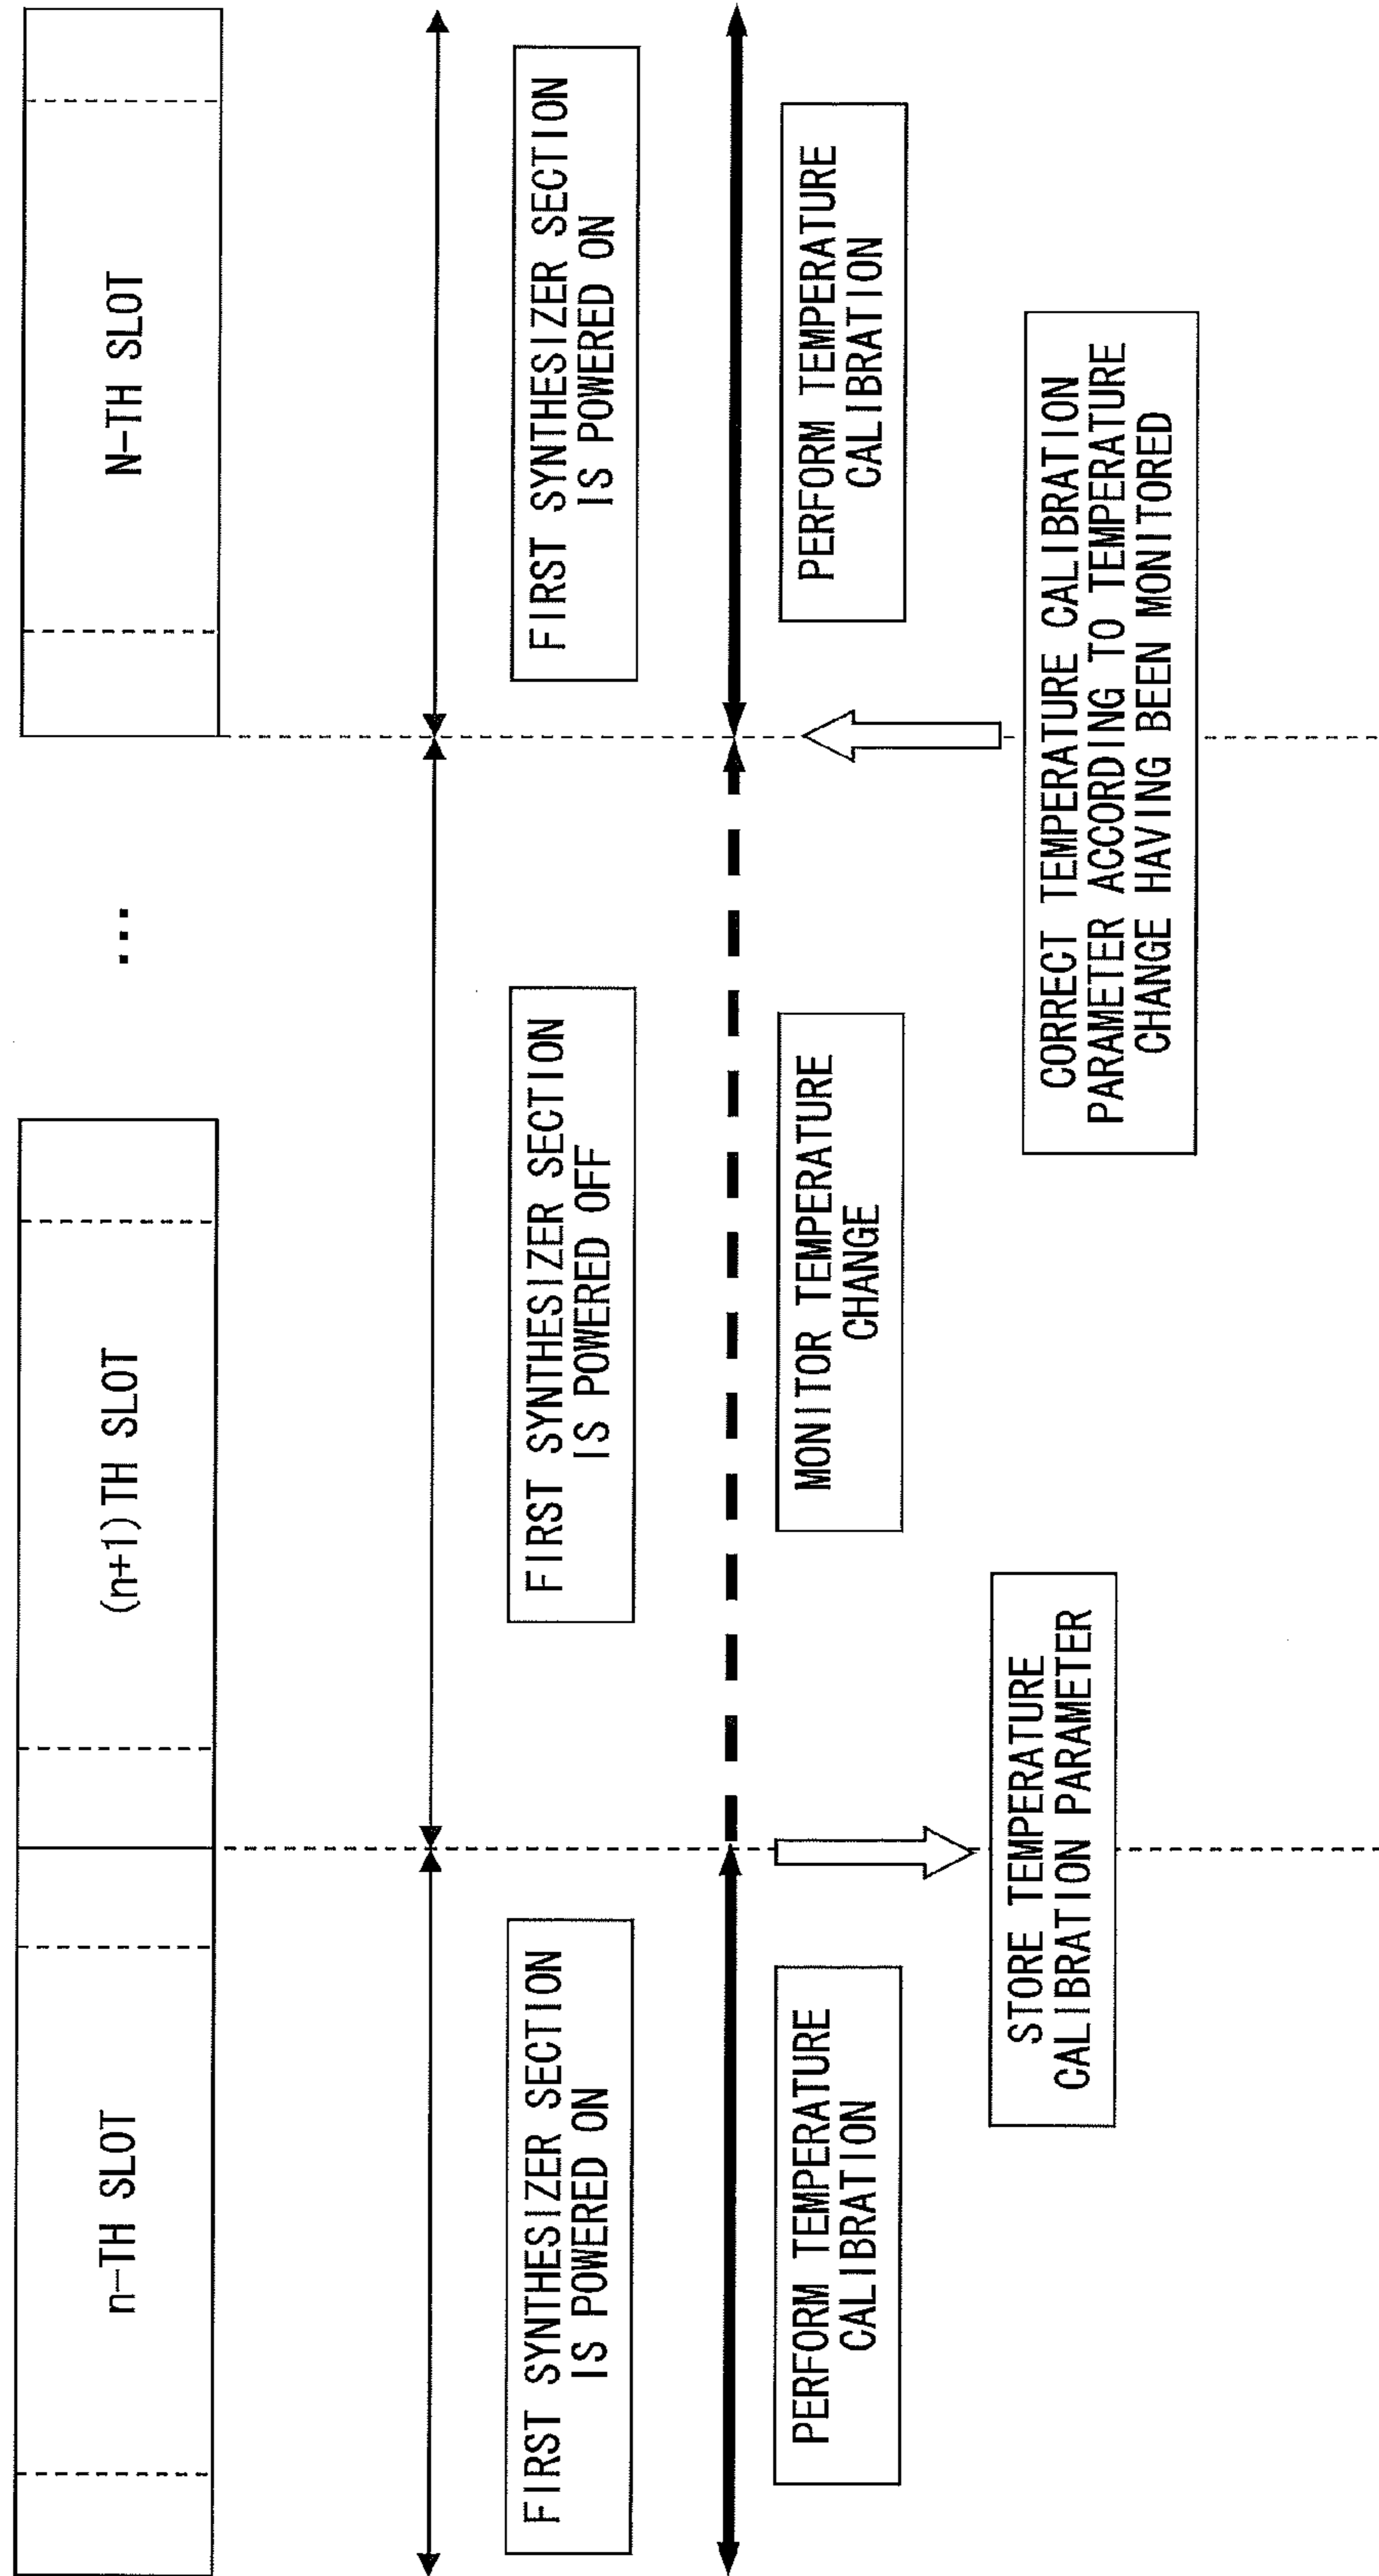 n-TH SLOT
(n+1)TH SLOT
...
N-TH SLOT
FIRST SYNTHESIZER SECTION
IS POWERED ON
FIRST SYNTHESIZER SECTION
IS POWERED OFF
FIRST SYNTHESIZER SECTION
IS POWERED ON
PERFORM TEMPERATURE
CALIBRATION
MONITOR TEMPERATURE
CHANGE
PERFORM TEMPERATURE
CALIBRATION
STORE TEMPERATURE
CALIBRATION PARAMETER
CORRECT TEMPERATURE CALIBRATION
PARAMETER ACCORDING TO TEMPERATURE
CHANGE HAVING BEEN MONITORED